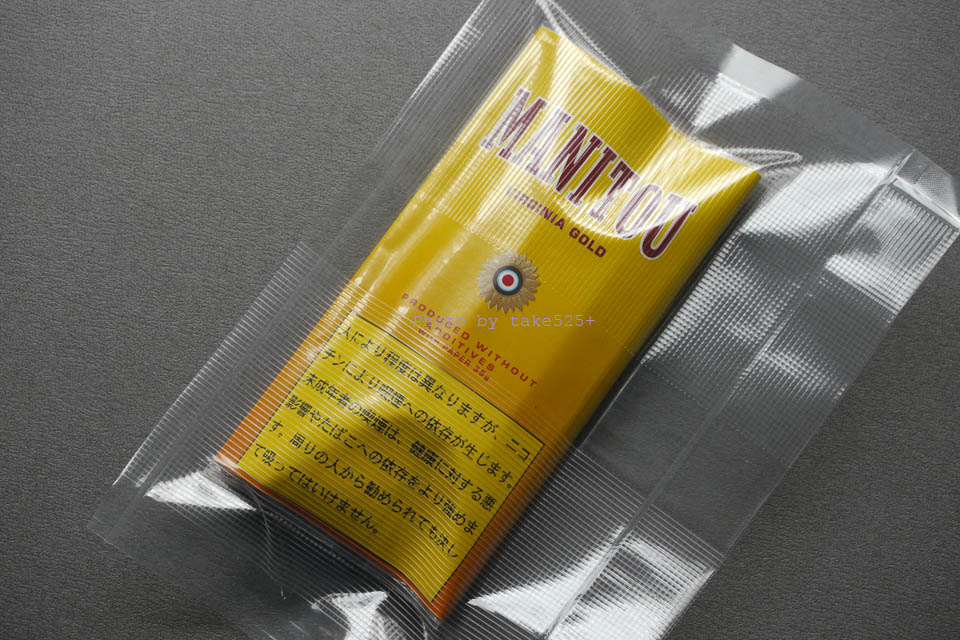 MANITOU
VIRGINIA GOLD
PRODUCED WITHOUT
ADDITIVES
PAPER 35g
Photo by take525+
人により程度は異なりますが、ニコ
チンにより喫煙への依存が生じます。
未成年者の喫煙は、健康に対する悪
影響やたばこへの依存をより強めま
す。周りの人から勧められても決し
て吸ってはいけません。